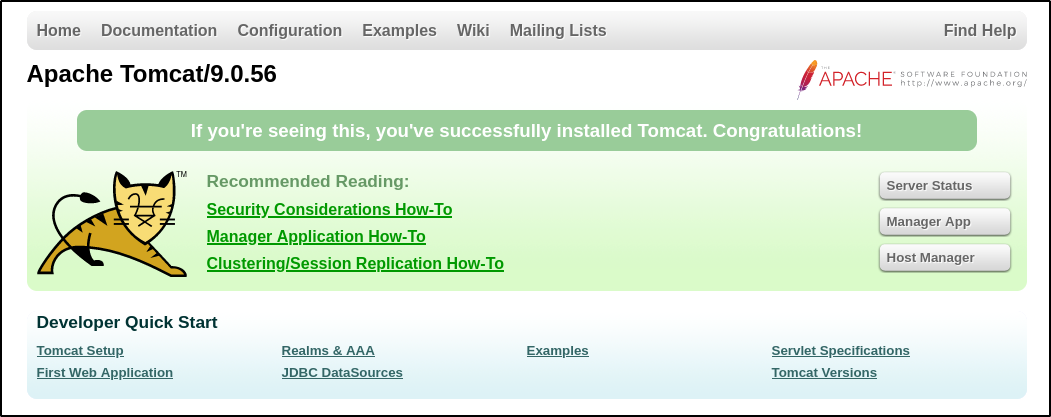 Home Documentation Configuration Examples Wiki Mailing Lists Find Help
Apache Tomcat/9.0.56
THE
APACHE SOFTWARE FOUNDATION
http://www.apache.org/
If you're seeing this, you've successfully installed Tomcat. Congratulations!
TM
Recommended Reading:
Security Considerations How-To
Manager Application How-To
Clustering/Session Replication How-To
Server Status
Manager App
Host Manager
Developer Quick Start
Tomcat Setup Realms & AAA Examples Servlet Specifications
First Web Application JDBC DataSources Tomcat Versions